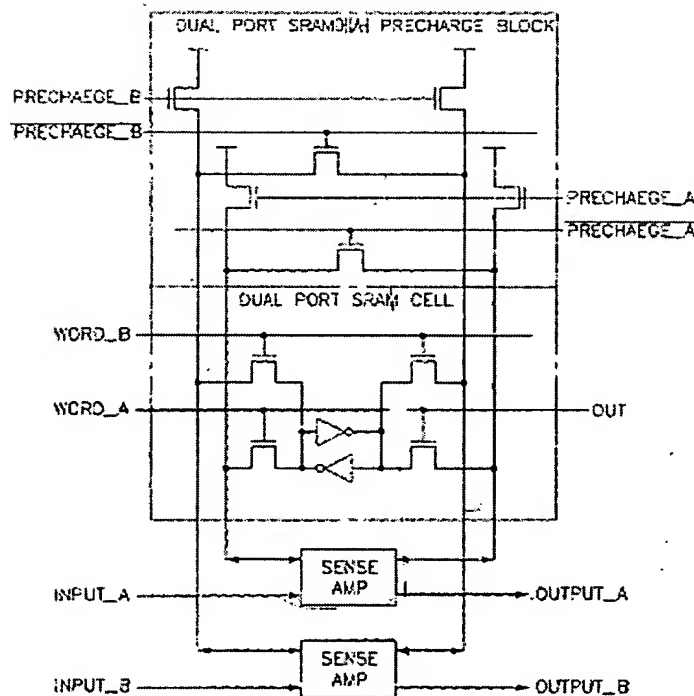 DUAL PORT SRAM PRECHARGE BLOCK
PRECHAEGE_B
PRECHAEGE_B
PRECHAEGE_A
PRECHAEGE_A
DUAL PORT SRAM CELL
WORD_B
WORD_A
OUT
SENSE
AMP
INPUT_A
OUTPUT_A
SENSE
AMP
INPUT_B
OUTPUT_B